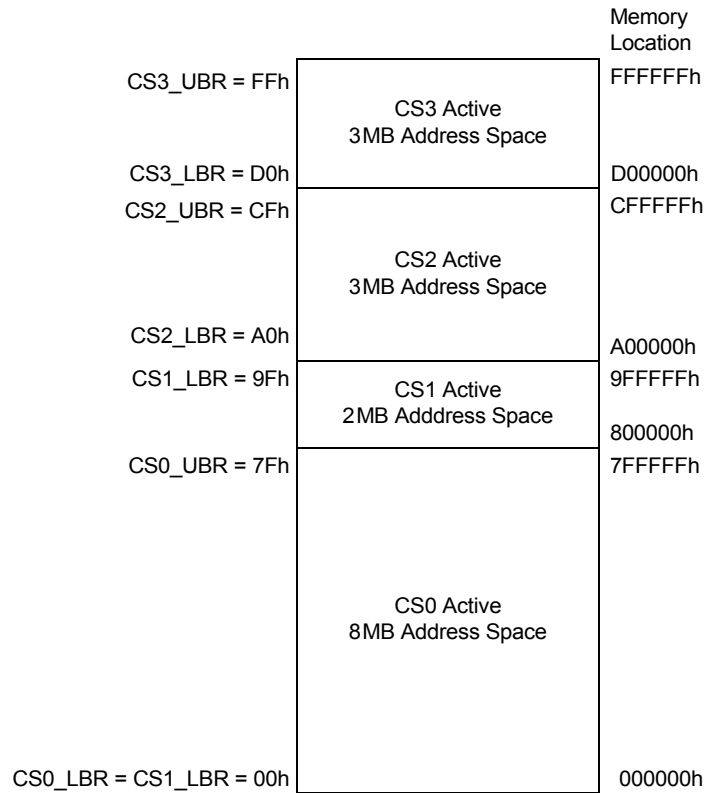 Memory
Location
CS3_UBR = FFh
FFFFFFh
CS3 Active
3MB Address Space
CS3_LBR = D0h
D00000h
CS2_UBR = CFh
CFFFFFh
CS2 Active
3MB Address Space
CS2_LBR = A0h
A00000h
CS1_LBR = 9Fh
9FFFFFh
CS1 Active
2MB Adddress Space
800000h
CS0_UBR = 7Fh
7FFFFFh
CS0 Active
8MB Address Space
CS0_LBR = CS1_LBR = 00h
000000h